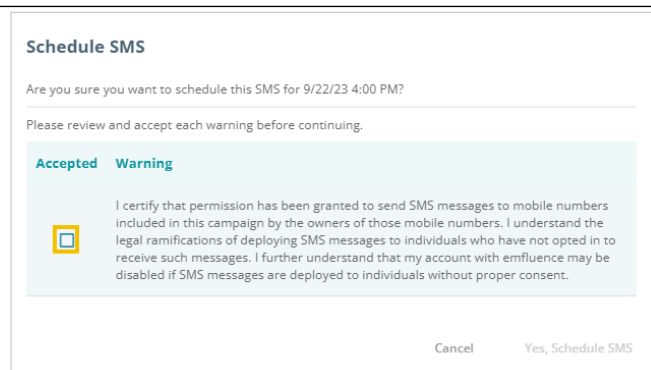 Schedule SMS
Are you sure you want to schedule this SMS for 9/22/23 4:00 PM?
Please review and accept each warning before continuing.
Accepted Warning
I certify that permission has been granted to send SMS messages to mobile numbers
included in this campaign by the owners of those mobile numbers. I understand the
legal ramifications of deploying SMS messages to individuals who have not opted in to
receive such messages. I further understand that my account with emfluence may be
disabled if SMS messages are deployed to individuals without proper consent.
Cancel Yes, Schedule SMS